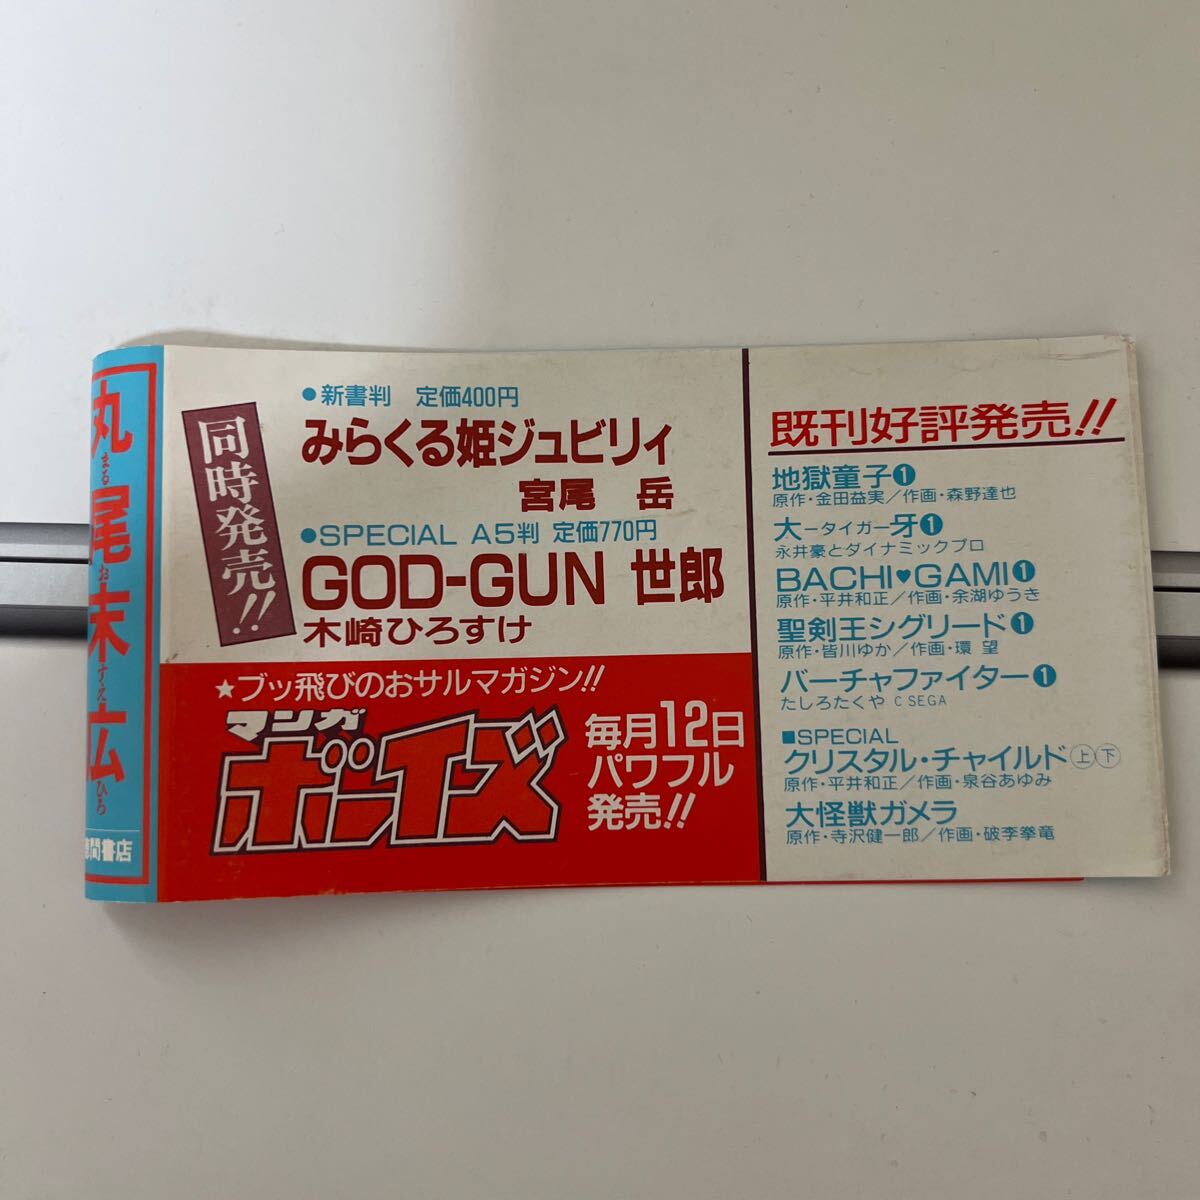 丸尾末広
まるおすえひろ
間書店
同時発売!!
●新書判 定価400円
みらくる姫ジュビリィ
宮尾 岳
●SPECIAL A5判 定価770円
GOD-GUN 世郎
木崎ひろすけ
★ブッ飛びのおサルマガジン!!
マンガ
ボーイズ
毎月12日
パワフル
発売!!
既刊好評発売!!
地獄童子❶
原作・金田益実/作画・森野達也
大－タイガー牙❶
永井豪とダイナミックプロ
BACHI♥GAMI❶
原作・平井和正/作画・余湖ゆうき
聖剣王シグリード❶
原作・皆川ゆか/作画・環 望
バーチャファイター❶
たしろたくや C SEGA
■SPECIAL
クリスタル・チャイルド㊤㊦
原作・平井和正/作画・泉谷あゆみ
大怪獣ガメラ
原作・寺沢健一郎/作画・破李拳竜